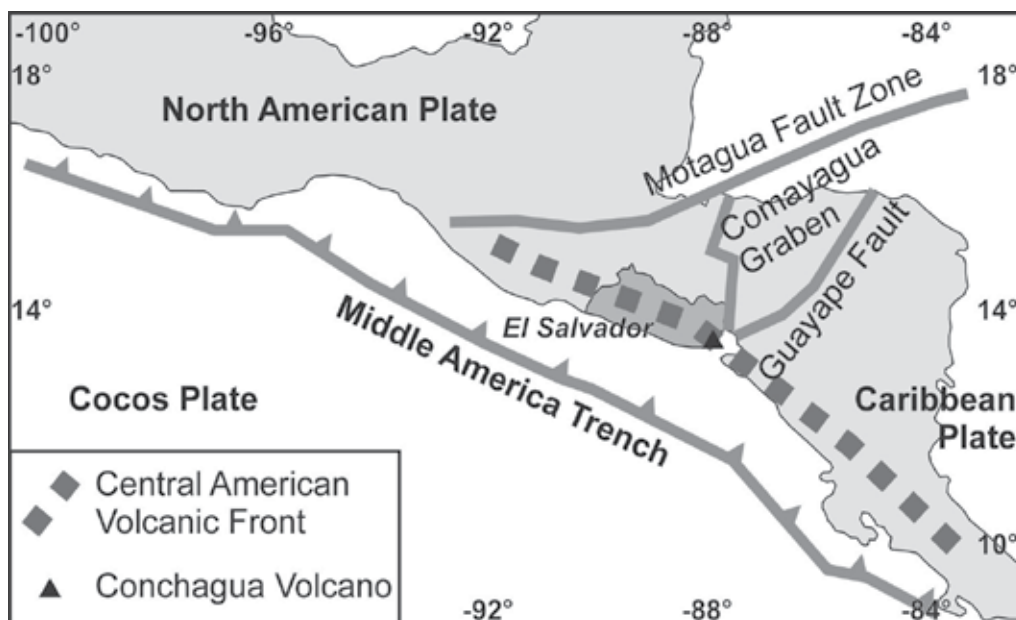 -100°
-96°
-92°
-88°
-84°
18°
18°
North American Plate
Motagua Fault Zone
Comayagua
Graben
Guayape Fault
14°
14°
El Salvador
Middle America Trench
Cocos Plate
Caribbean
Plate
Central American
Volcanic Front
Conchagua Volcano
10°
-92°
-88°
-84°